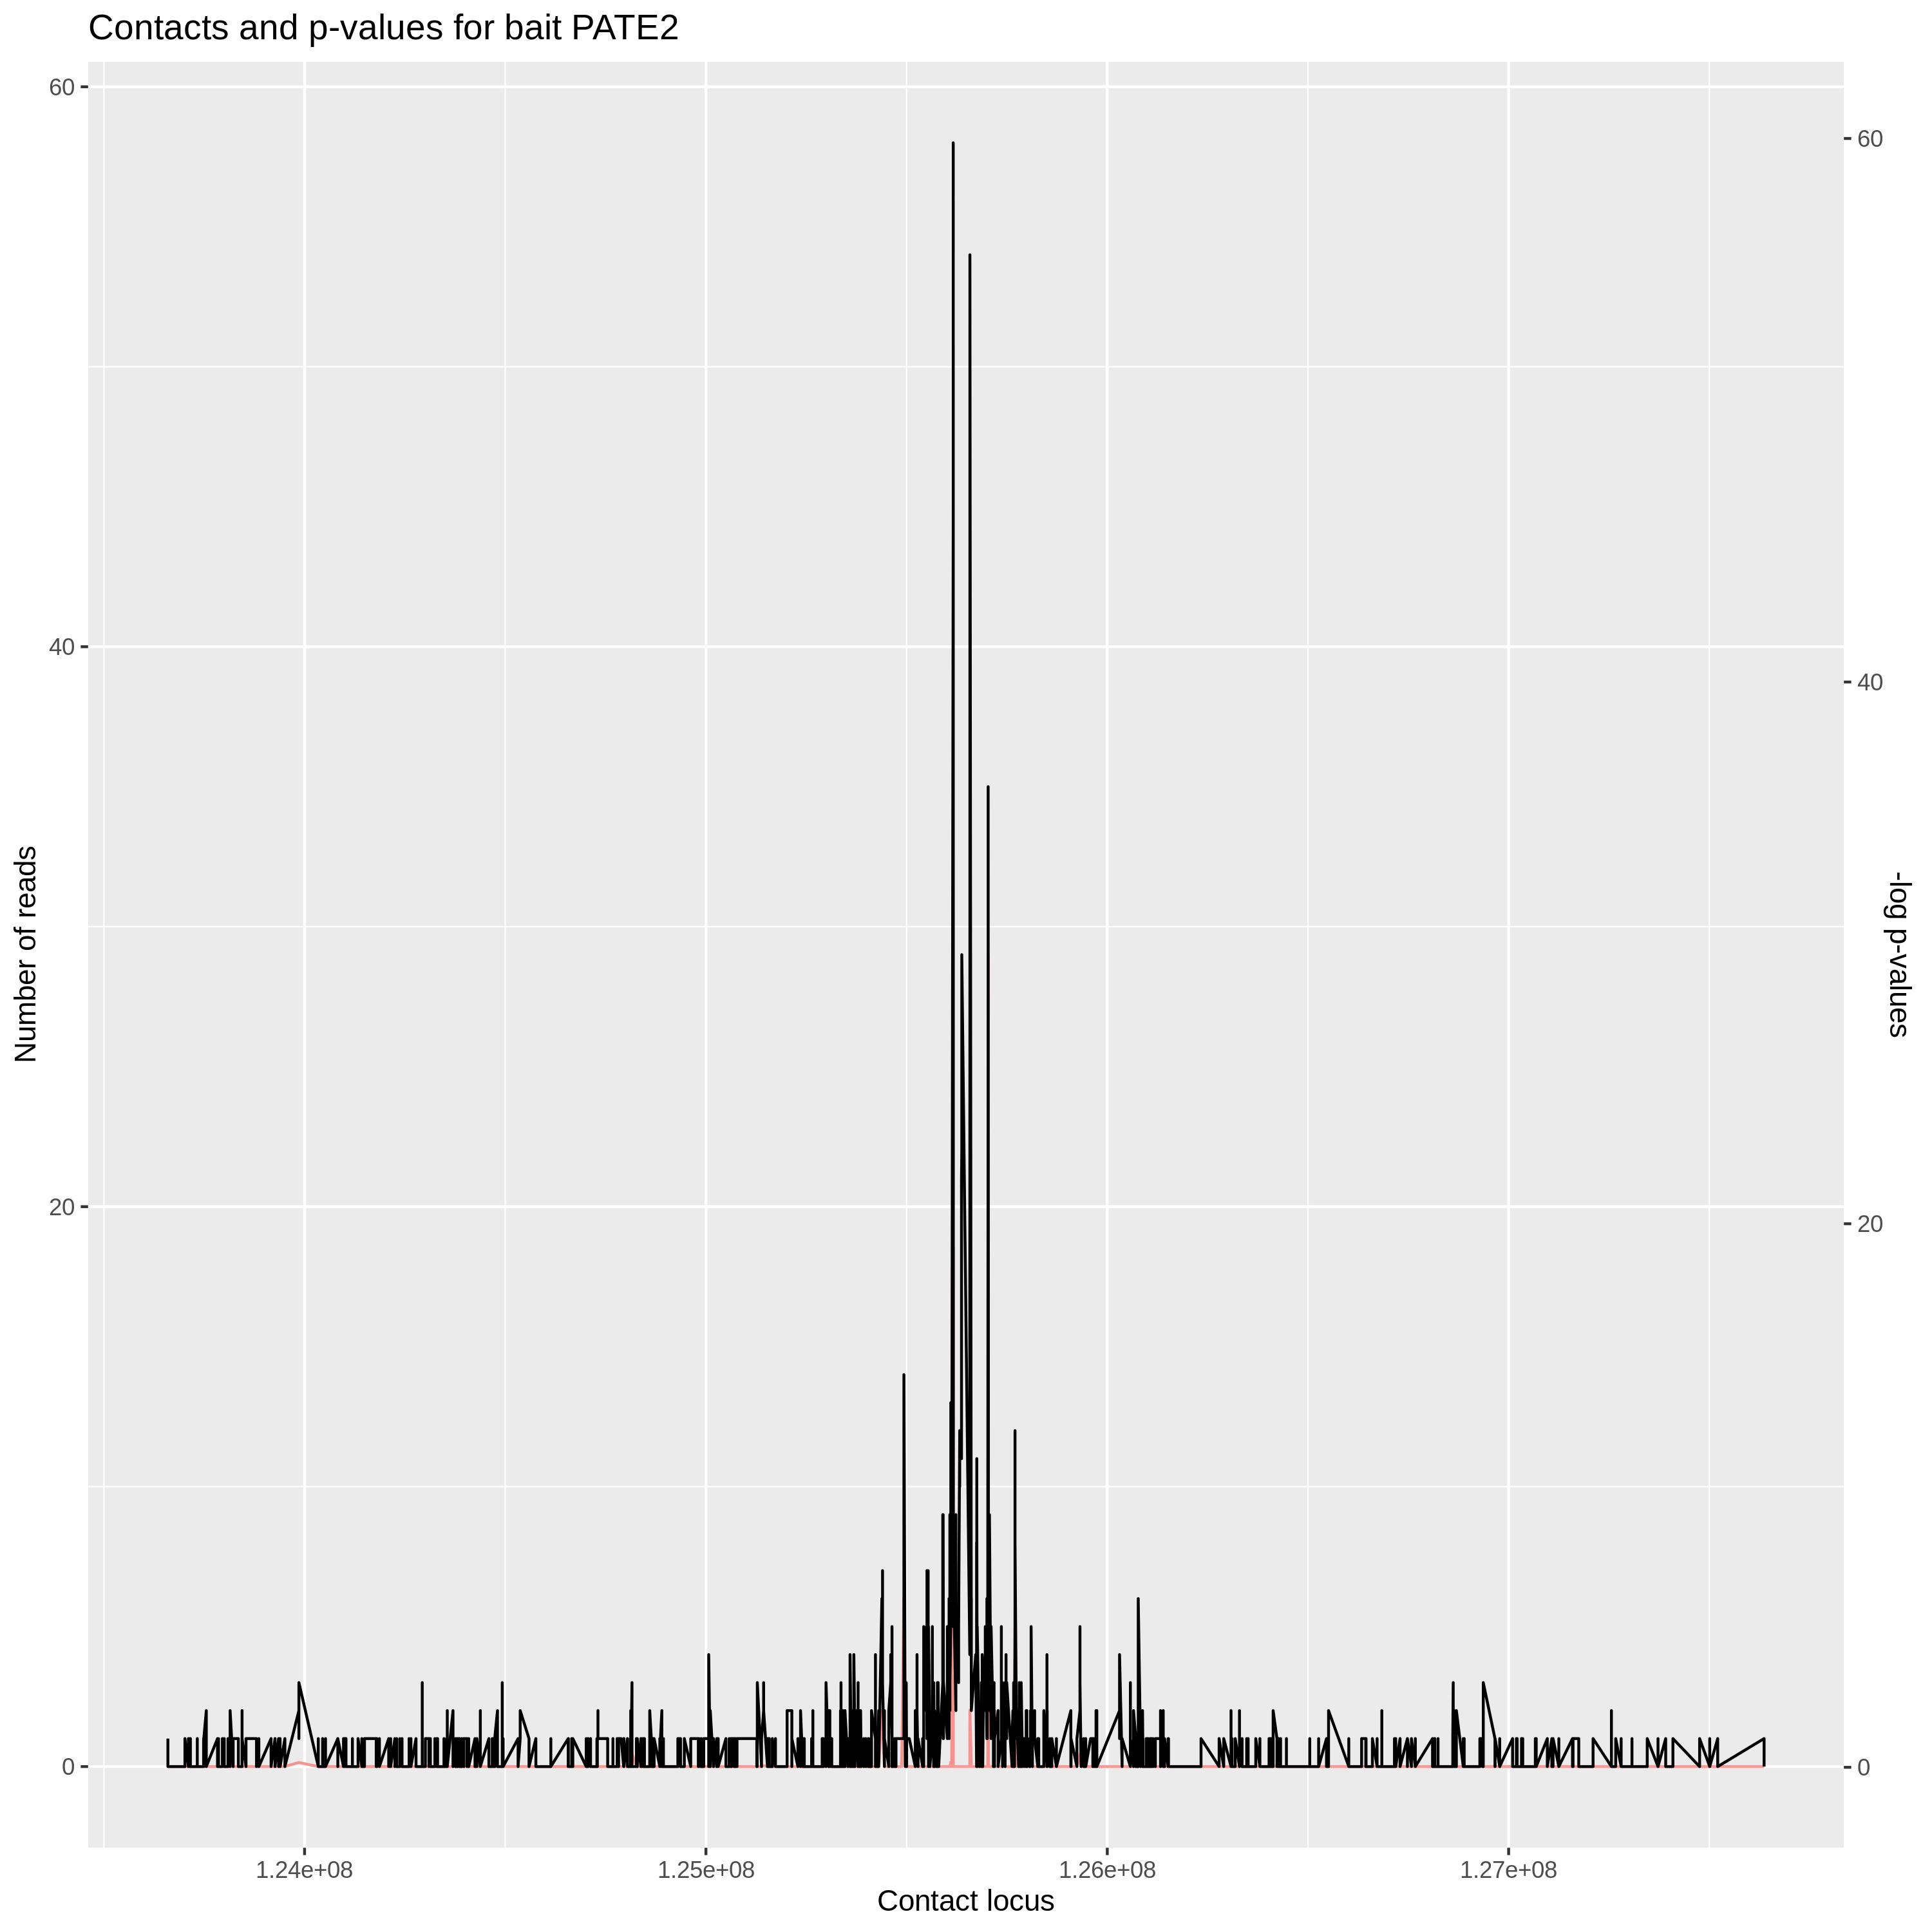 Contacts and p-values for bait PATE2
60
40
20
0
Number of reads
60
40
20
0
-log p-values
1.24e+08
1.25e+08
1.26e+08
1.27e+08
Contact locus